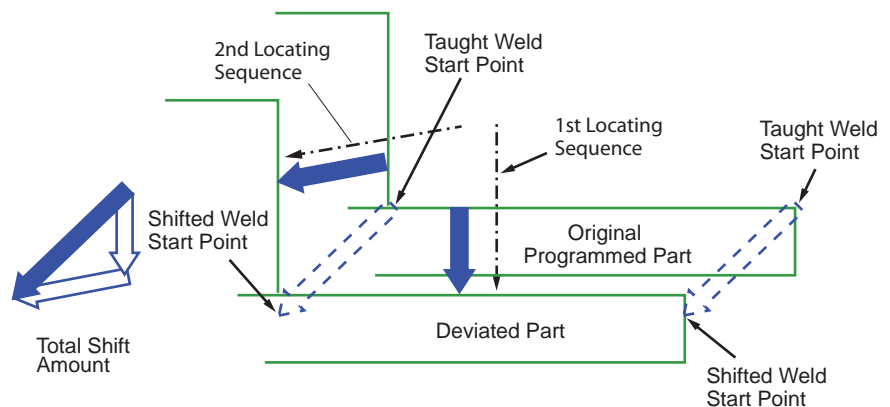 2nd Locating
Sequence
Taught Weld
Start Point
1st Locating
Sequence
Taught Weld
Start Point
Shifted Weld
Start Point
Original
Programmed Part
Deviated Part
Total Shift
Amount
Shifted Weld
Start Point